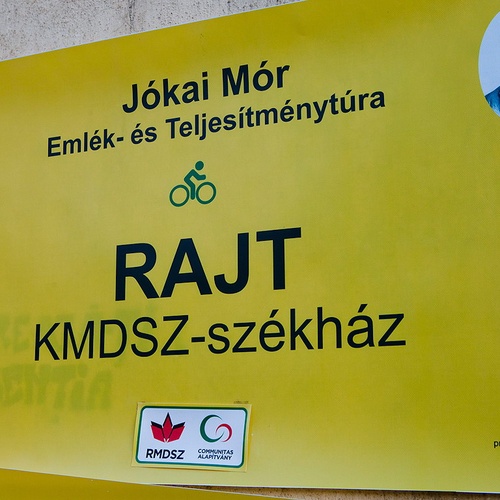 Jókai Mór
Emlék- és Teljesítménytúra
RAJT
KMDSZ-székház
RMDSZ
COMMUNITAS
ALAPÍTVÁNY